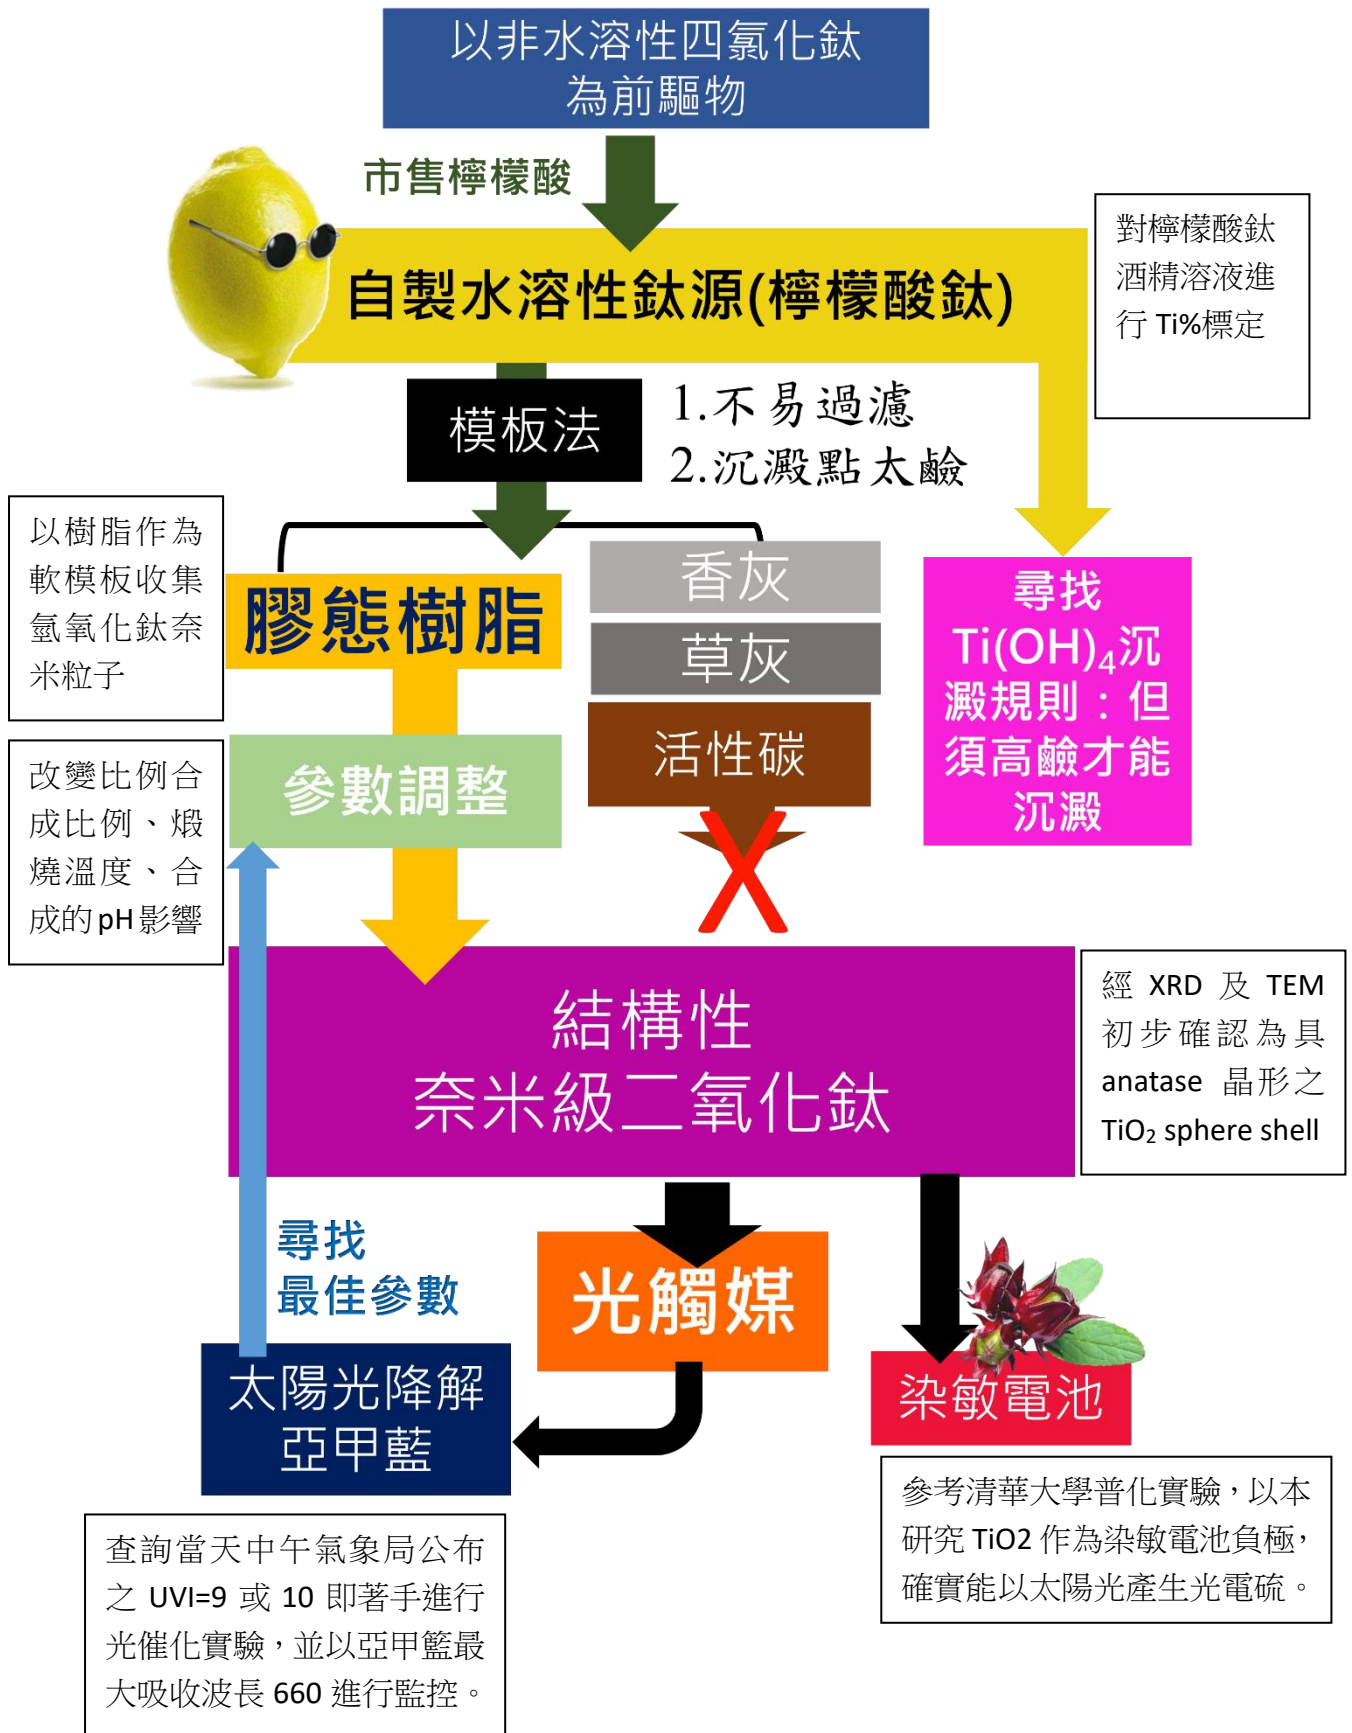 以非水溶性四氯化鈦
為前驅物
市售檸檬酸
自製水溶性鈦源(檸檬酸鈦)
對檸檬酸鈦
酒精溶液進
行 Ti%標定
模板法
1.不易過濾
2.沉澱點太鹼
以樹脂作為
軟模板收集
氫氧化鈦奈
米粒子
膠態樹脂
香灰
草灰
活性碳
尋找
Ti(OH)₄沉
澱規則：但
須高鹼才能
沉澱
改變比例合
成比例、煅
燒溫度、合
成的 pH 影響
參數調整
結構性
奈米級二氧化鈦
經 XRD 及 TEM
初步確認為具
anatase 晶形之
TiO₂ sphere shell
尋找
最佳參數
光觸媒
太陽光降解
亞甲藍
染敏電池
查詢當天中午氣象局公布
之 UVI=9 或 10 即著手進行
光催化實驗，並以亞甲籃最
大吸收波長 660 進行監控。
參考清華大學普化實驗，以本
研究 TiO2 作為染敏電池負極，
確實能以太陽光產生光電硫。